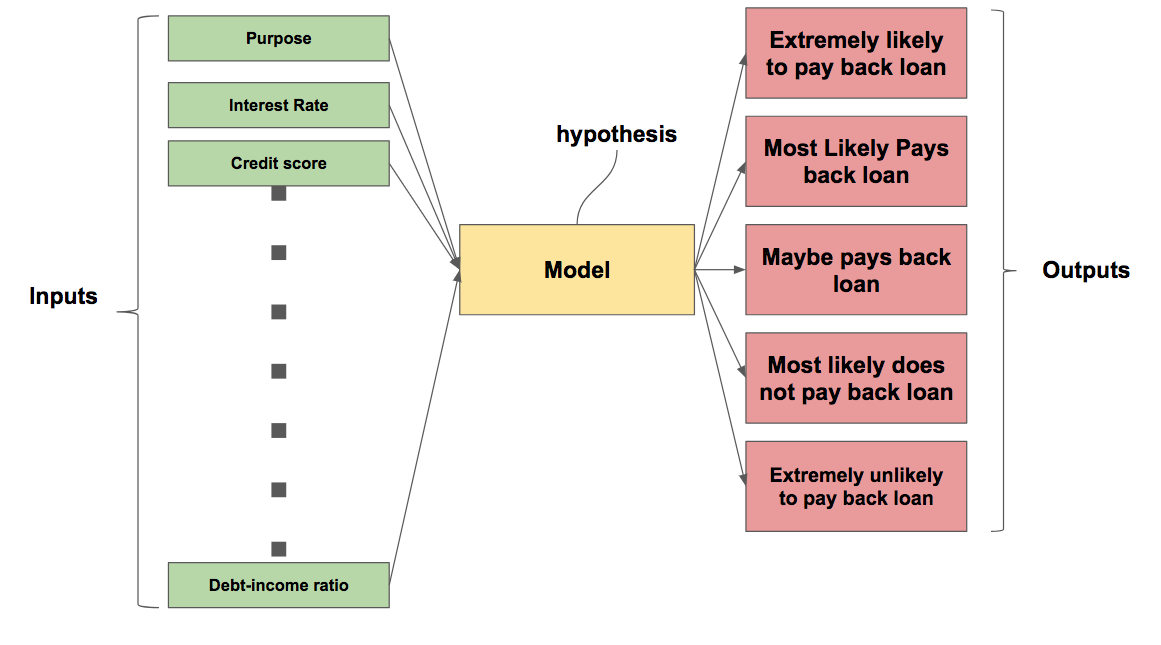 Inputs
Purpose
Interest Rate
Credit score
Debt-income ratio
hypothesis
Model
Extremely likely
to pay back loan
Most Likely Pays
back loan
Maybe pays back
loan
Most likely does
not pay back loan
Extremely unlikely
to pay back loan
Outputs